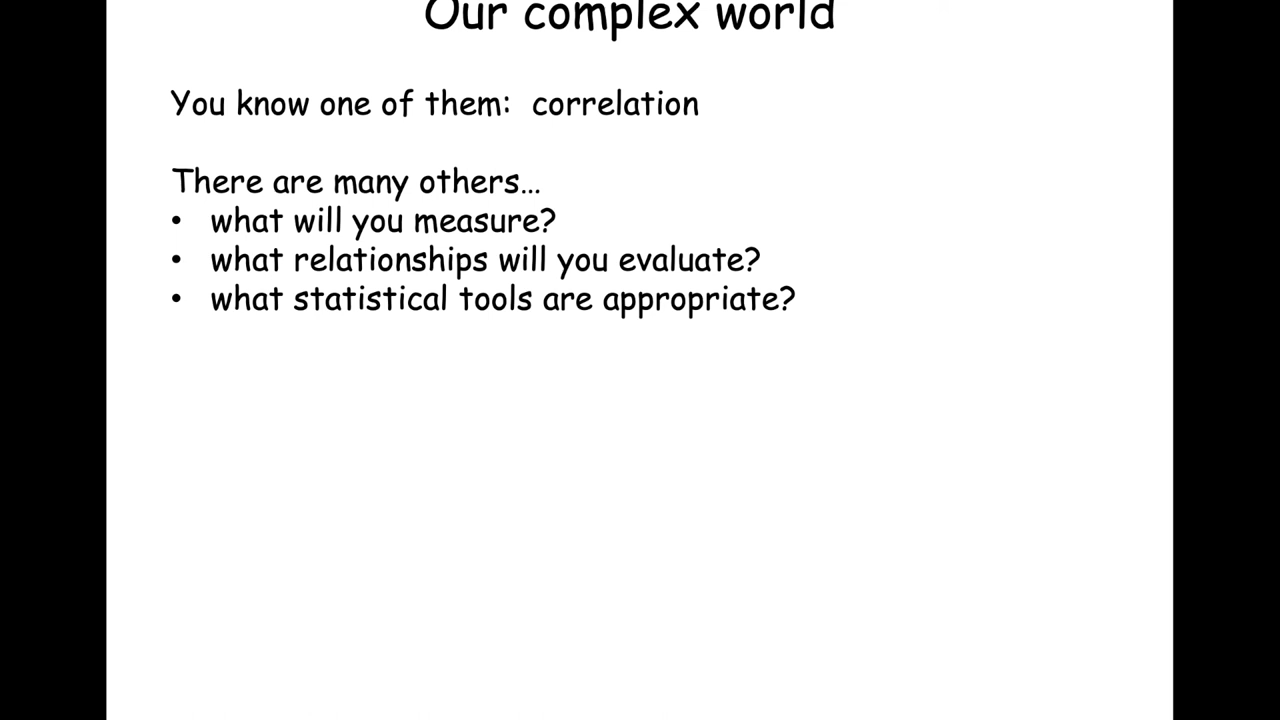 Our complex world
You know one of them: correlation
There are many others…
• what will you measure?
• what relationships will you evaluate?
• what statistical tools are appropriate?